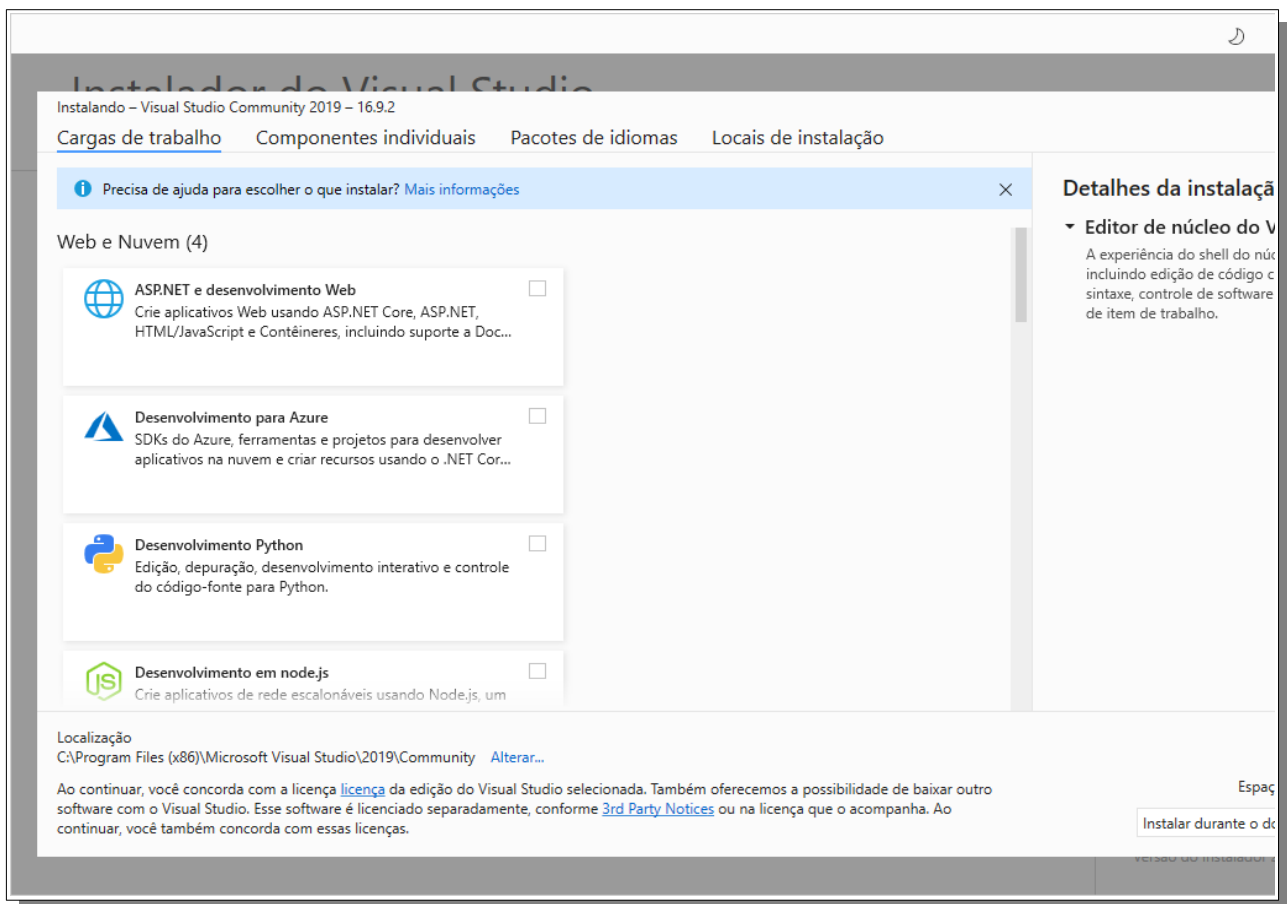 Instalador do Visual Studio
Instalando – Visual Studio Community 2019 – 16.9.2
Cargas de trabalho Componentes individuais Pacotes de idiomas Locais de instalação
Precisa de ajuda para escolher o que instalar? Mais informações
Web e Nuvem (4)
ASP.NET e desenvolvimento Web
Crie aplicativos Web usando ASP.NET Core, ASP.NET,
HTML/JavaScript e Contêineres, incluindo suporte a Doc...
Desenvolvimento para Azure
SDKs do Azure, ferramentas e projetos para desenvolver
aplicativos na nuvem e criar recursos usando o .NET Cor...
Desenvolvimento Python
Edição, depuração, desenvolvimento interativo e controle
do código-fonte para Python.
Desenvolvimento em node.js
Crie aplicativos de rede escalonáveis usando Node.js, um
Detalhes da instalaçã
Editor de núcleo do V
A experiência do shell do núc
incluindo edição de código c
sintaxe, controle de software
de item de trabalho.
Localização
C:\Program Files (x86)\Microsoft Visual Studio\2019\Community Alterar...
Ao continuar, você concorda com a licença licença da edição do Visual Studio selecionada. Também oferecemos a possibilidade de baixar outro
software com o Visual Studio. Esse software é licenciado separadamente, conforme 3rd Party Notices ou na licença que o acompanha. Ao
continuar, você também concorda com essas licenças.
Espaç
Instalar durante o do
Versão do Instalador